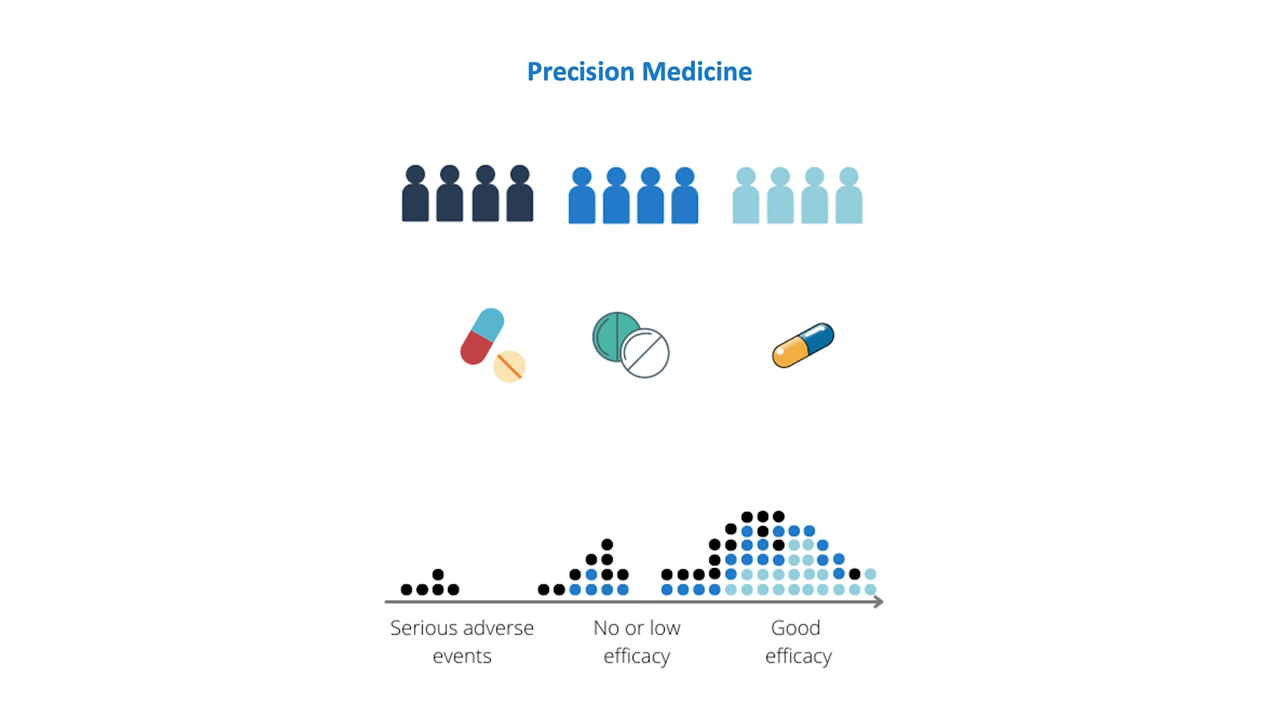 Precision Medicine
Serious adverse
events
No or low
efficacy
Good
efficacy